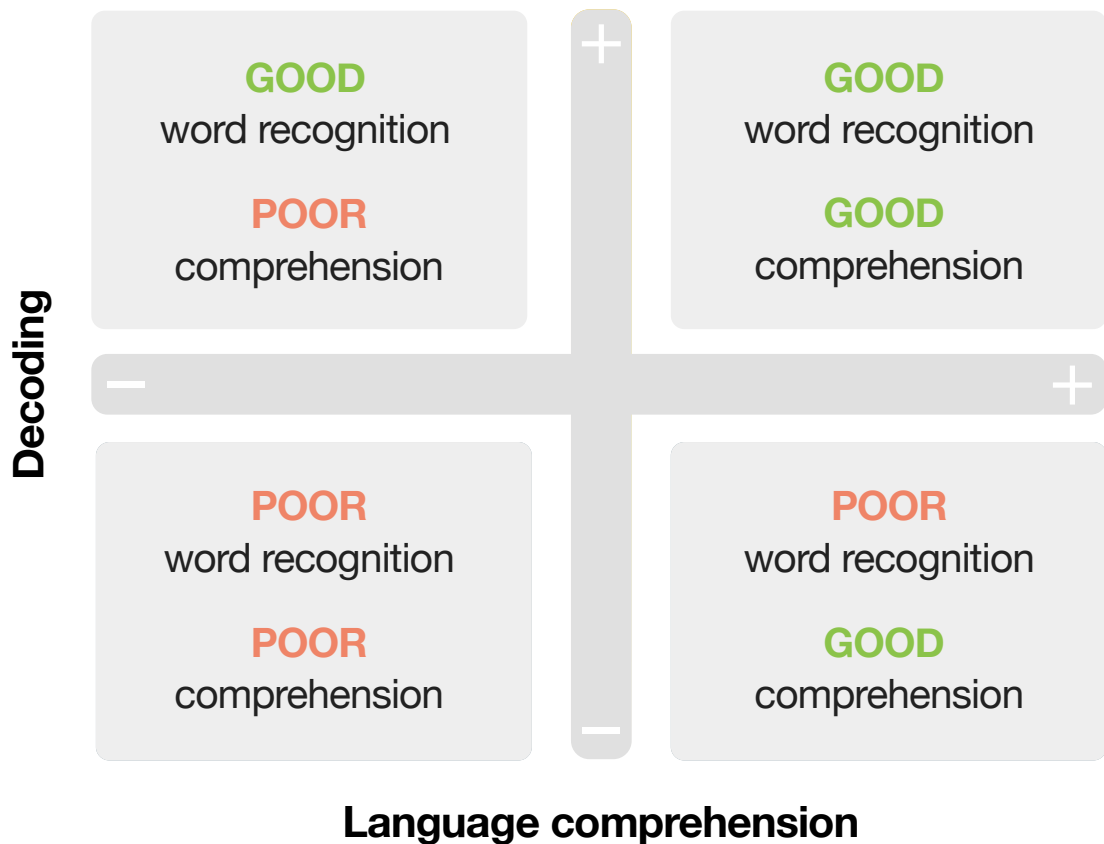 GOOD
word recognition
POOR
comprehension
GOOD
word recognition
GOOD
comprehension
Decoding
POOR
word recognition
POOR
comprehension
POOR
word recognition
GOOD
comprehension
Language comprehension